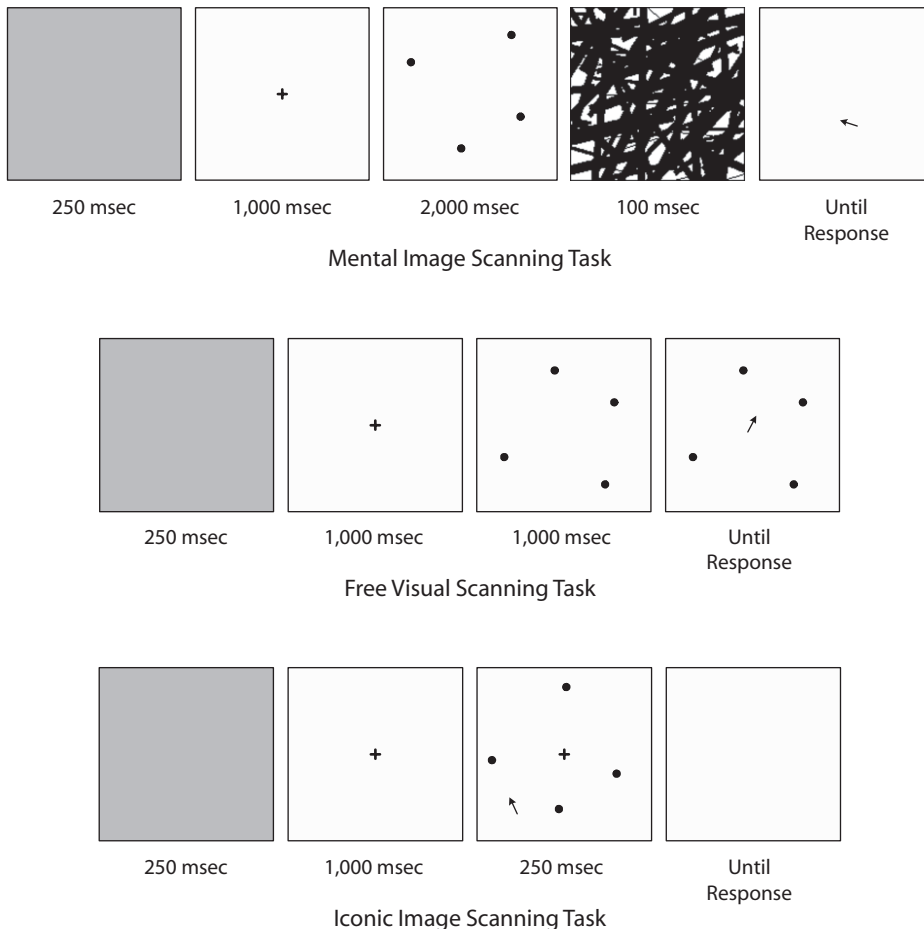 250 msec 1,000 msec 2,000 msec 100 msec Until
Response
Mental Image Scanning Task
250 msec 1,000 msec 1,000 msec Until
Response
Free Visual Scanning Task
250 msec 1,000 msec 250 msec Until
Response
Iconic Image Scanning Task